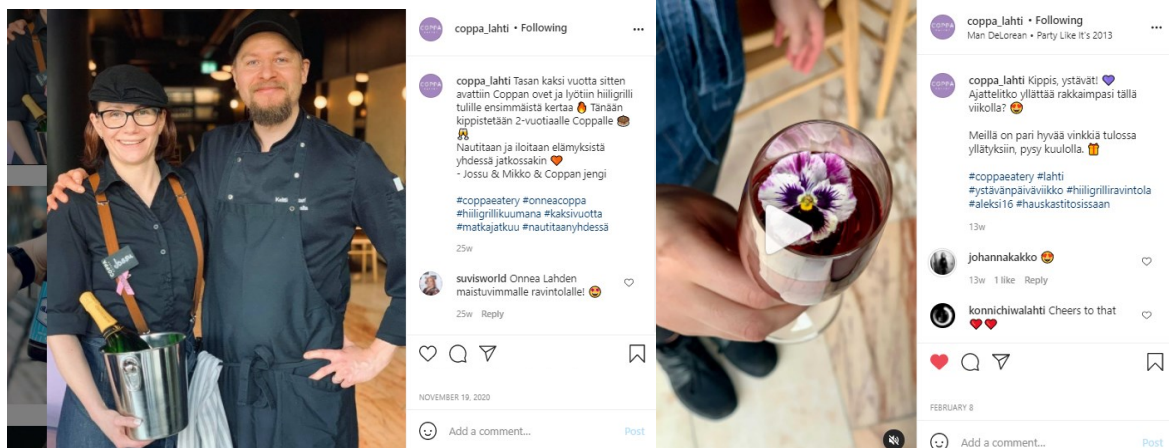 coppa_lahti • Following
coppa_lahti Tasan kaksi vuotta sitten
avattiin Coppan ovet ja lyötiin hiiligrilli
tulille ensimmäistä kertaa 🔥 Tänään
kippistetään 2-vuotiaalle Coppalle 🎂
🥂
Nautitaan ja iloitaan elämyksistä
yhdessä jatkossakin 🧡
- Jossu & Mikko & Coppan jengi
#coppaeatery #onneacoppa
#hiiligrillikuumana #kaksivuotta
#matkajatkuu #nautitaanyhdessä
25w
suvisworld Onnea Lahden
maistuvimmalle ravintolalle! 🤩
25w Reply
NOVEMBER 19, 2020
Add a comment... Post
coppa_lahti • Following
Man DeLorean • Party Like It's 2013
coppa_lahti Kippis, ystävät! 💜
Ajattelitko yllättää rakkaimpasi tällä
viikolla? 🤩
Meillä on pari hyvää vinkkiä tulossa
yllätyksiin, pysy kuulolla. 🎁
#coppaeatery #lahti
#ystävänpäiväviikko #hiiligrilliravintola
#aleksi16 #hauskastitosissaan
13w
johannakakko 🤩
13w 1 like Reply
konnichiwalahti Cheers to that
❤️❤️
FEBRUARY 8
Add a comment... Post